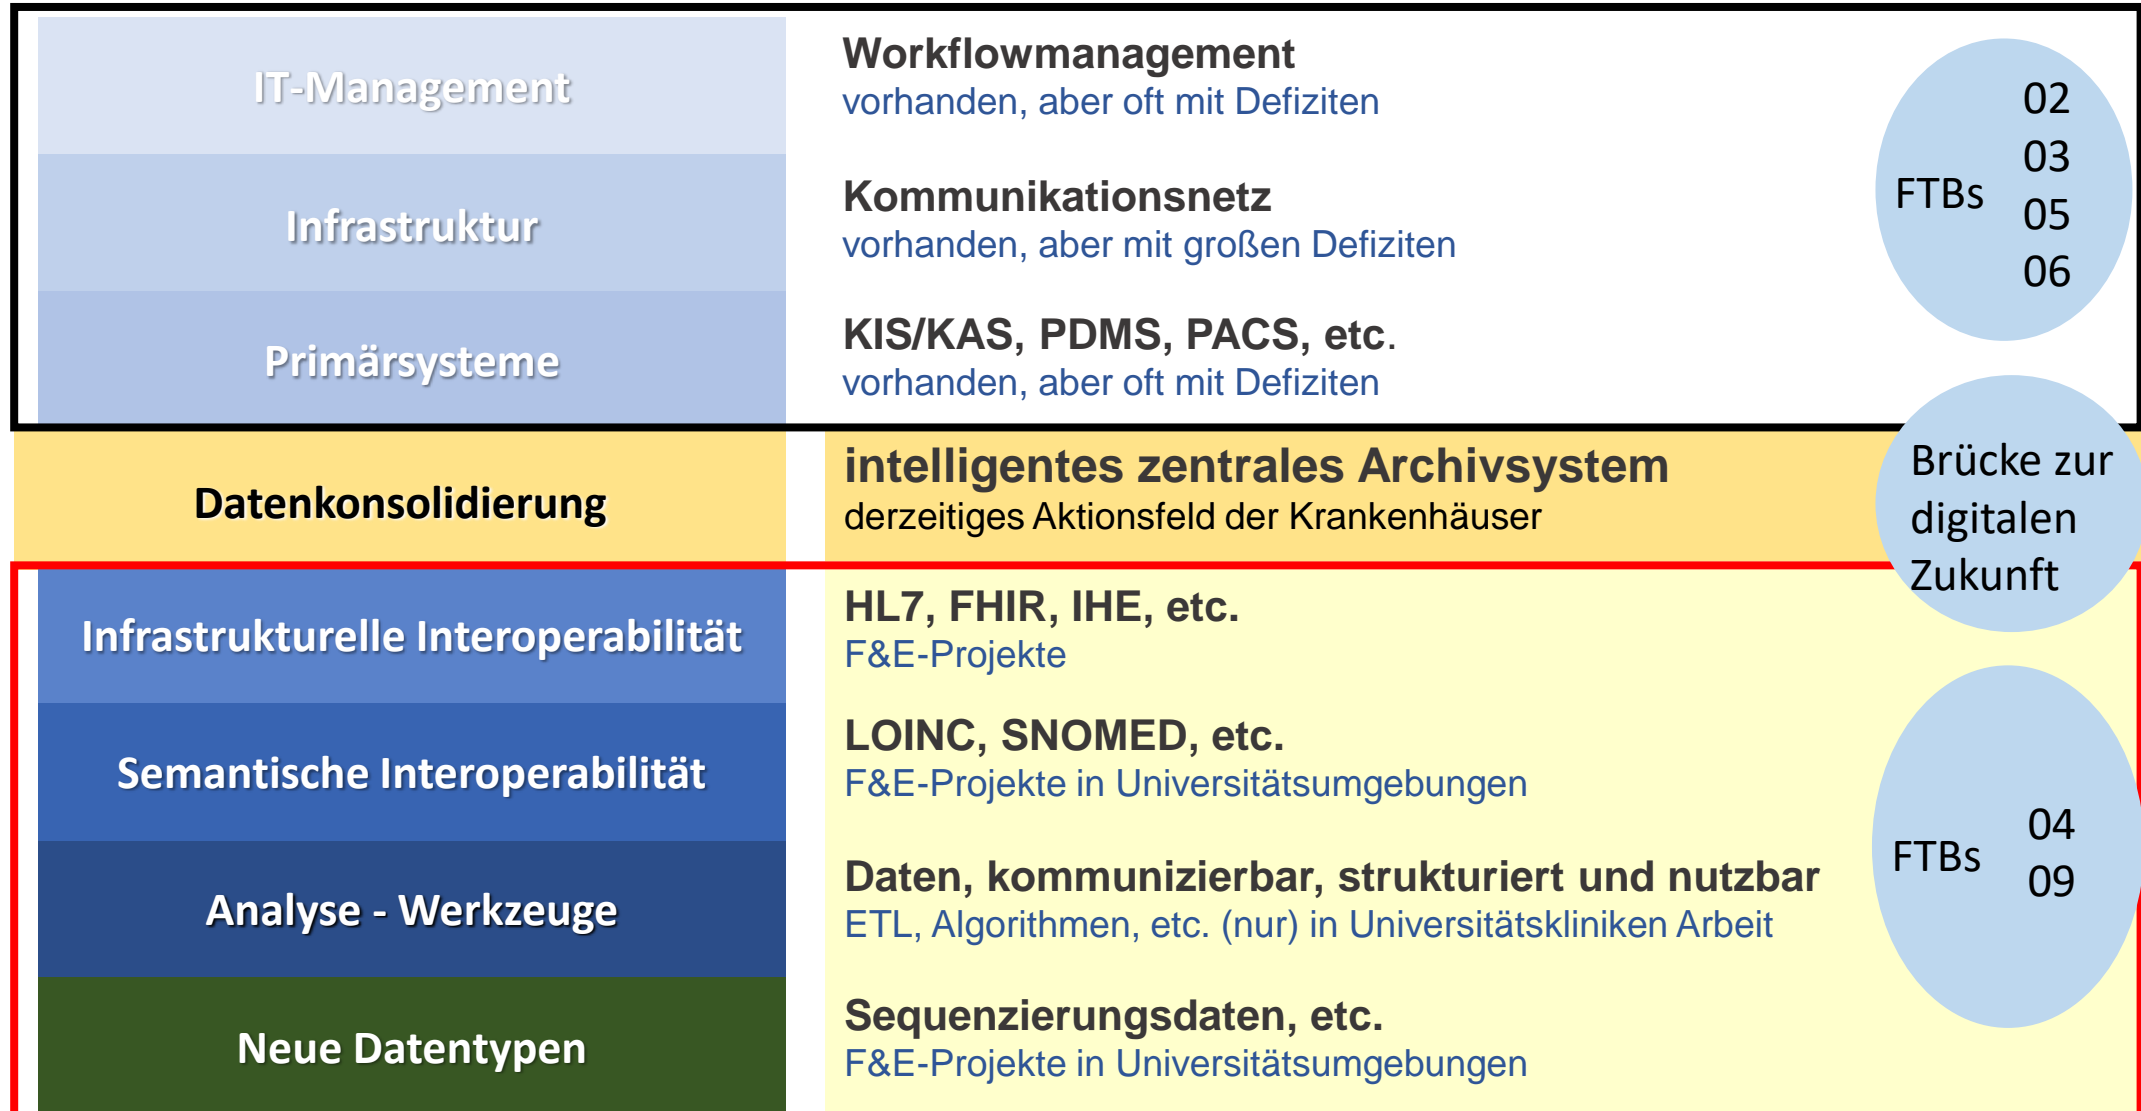 IT-Management
Workflowmanagement
vorhanden, aber oft mit Defiziten
Infrastruktur
Kommunikationsnetz
vorhanden, aber mit großen Defiziten
Primärsysteme
KIS/KAS, PDMS, PACS, etc.
vorhanden, aber oft mit Defiziten
FTBs
02
03
05
06
Datenkonsolidierung
intelligentes zentrales Archivsystem
derzeitiges Aktionsfeld der Krankenhäuser
Brücke zur
digitalen
Zukunft
Infrastrukturelle Interoperabilität
HL7, FHIR, IHE, etc.
F&E-Projekte
Semantische Interoperabilität
LOINC, SNOMED, etc.
F&E-Projekte in Universitätsumgebungen
Analyse - Werkzeuge
Daten, kommunizierbar, strukturiert und nutzbar
ETL, Algorithmen, etc. (nur) in Universitätskliniken Arbeit
Neue Datentypen
Sequenzierungsdaten, etc.
F&E-Projekte in Universitätsumgebungen
FTBs
04
09